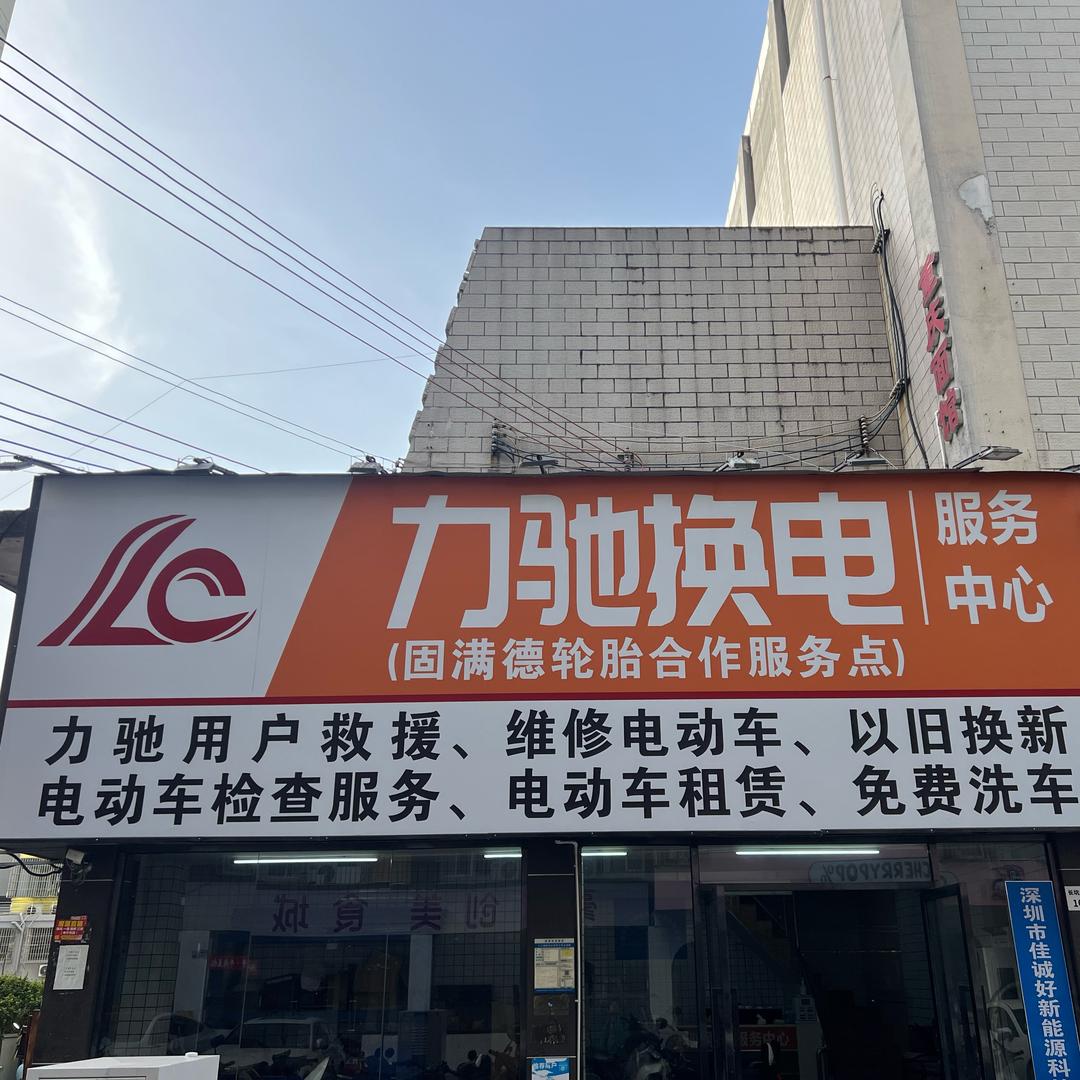 力驰换电
服务
中心
(固满德轮胎合作服务点)
力驰用户救援、维修电动车、以旧换新
电动车检查服务、电动车租赁、免费洗车
创美食城
CHERRYPOP%
深圳市佳诚好新能源科